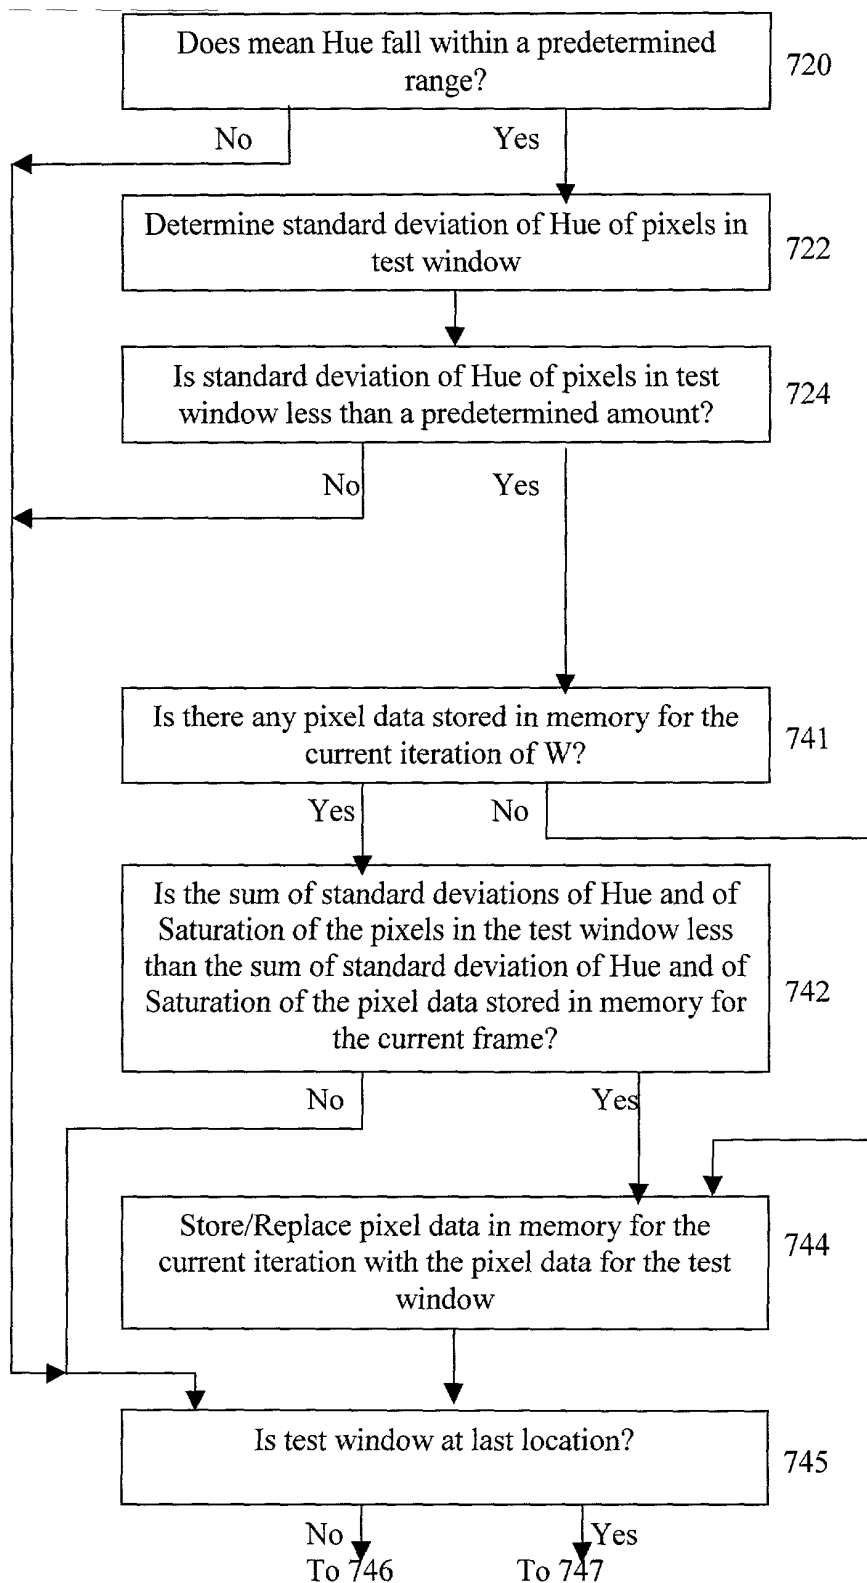 Does mean Hue fall within a predetermined
range?
720
No
Yes
Determine standard deviation of Hue of pixels in
test window
722
Is standard deviation of Hue of pixels in test
window less than a predetermined amount?
724
No
Yes
Is there any pixel data stored in memory for the
current iteration of W?
741
Yes
No
Is the sum of standard deviations of Hue and of
Saturation of the pixels in the test window less
than the sum of standard deviation of Hue and of
Saturation of the pixel data stored in memory for
the current frame?
742
No
Yes
Store/Replace pixel data in memory for the
current iteration with the pixel data for the test
window
744
Is test window at last location?
745
No
Yes
To 746
To 747